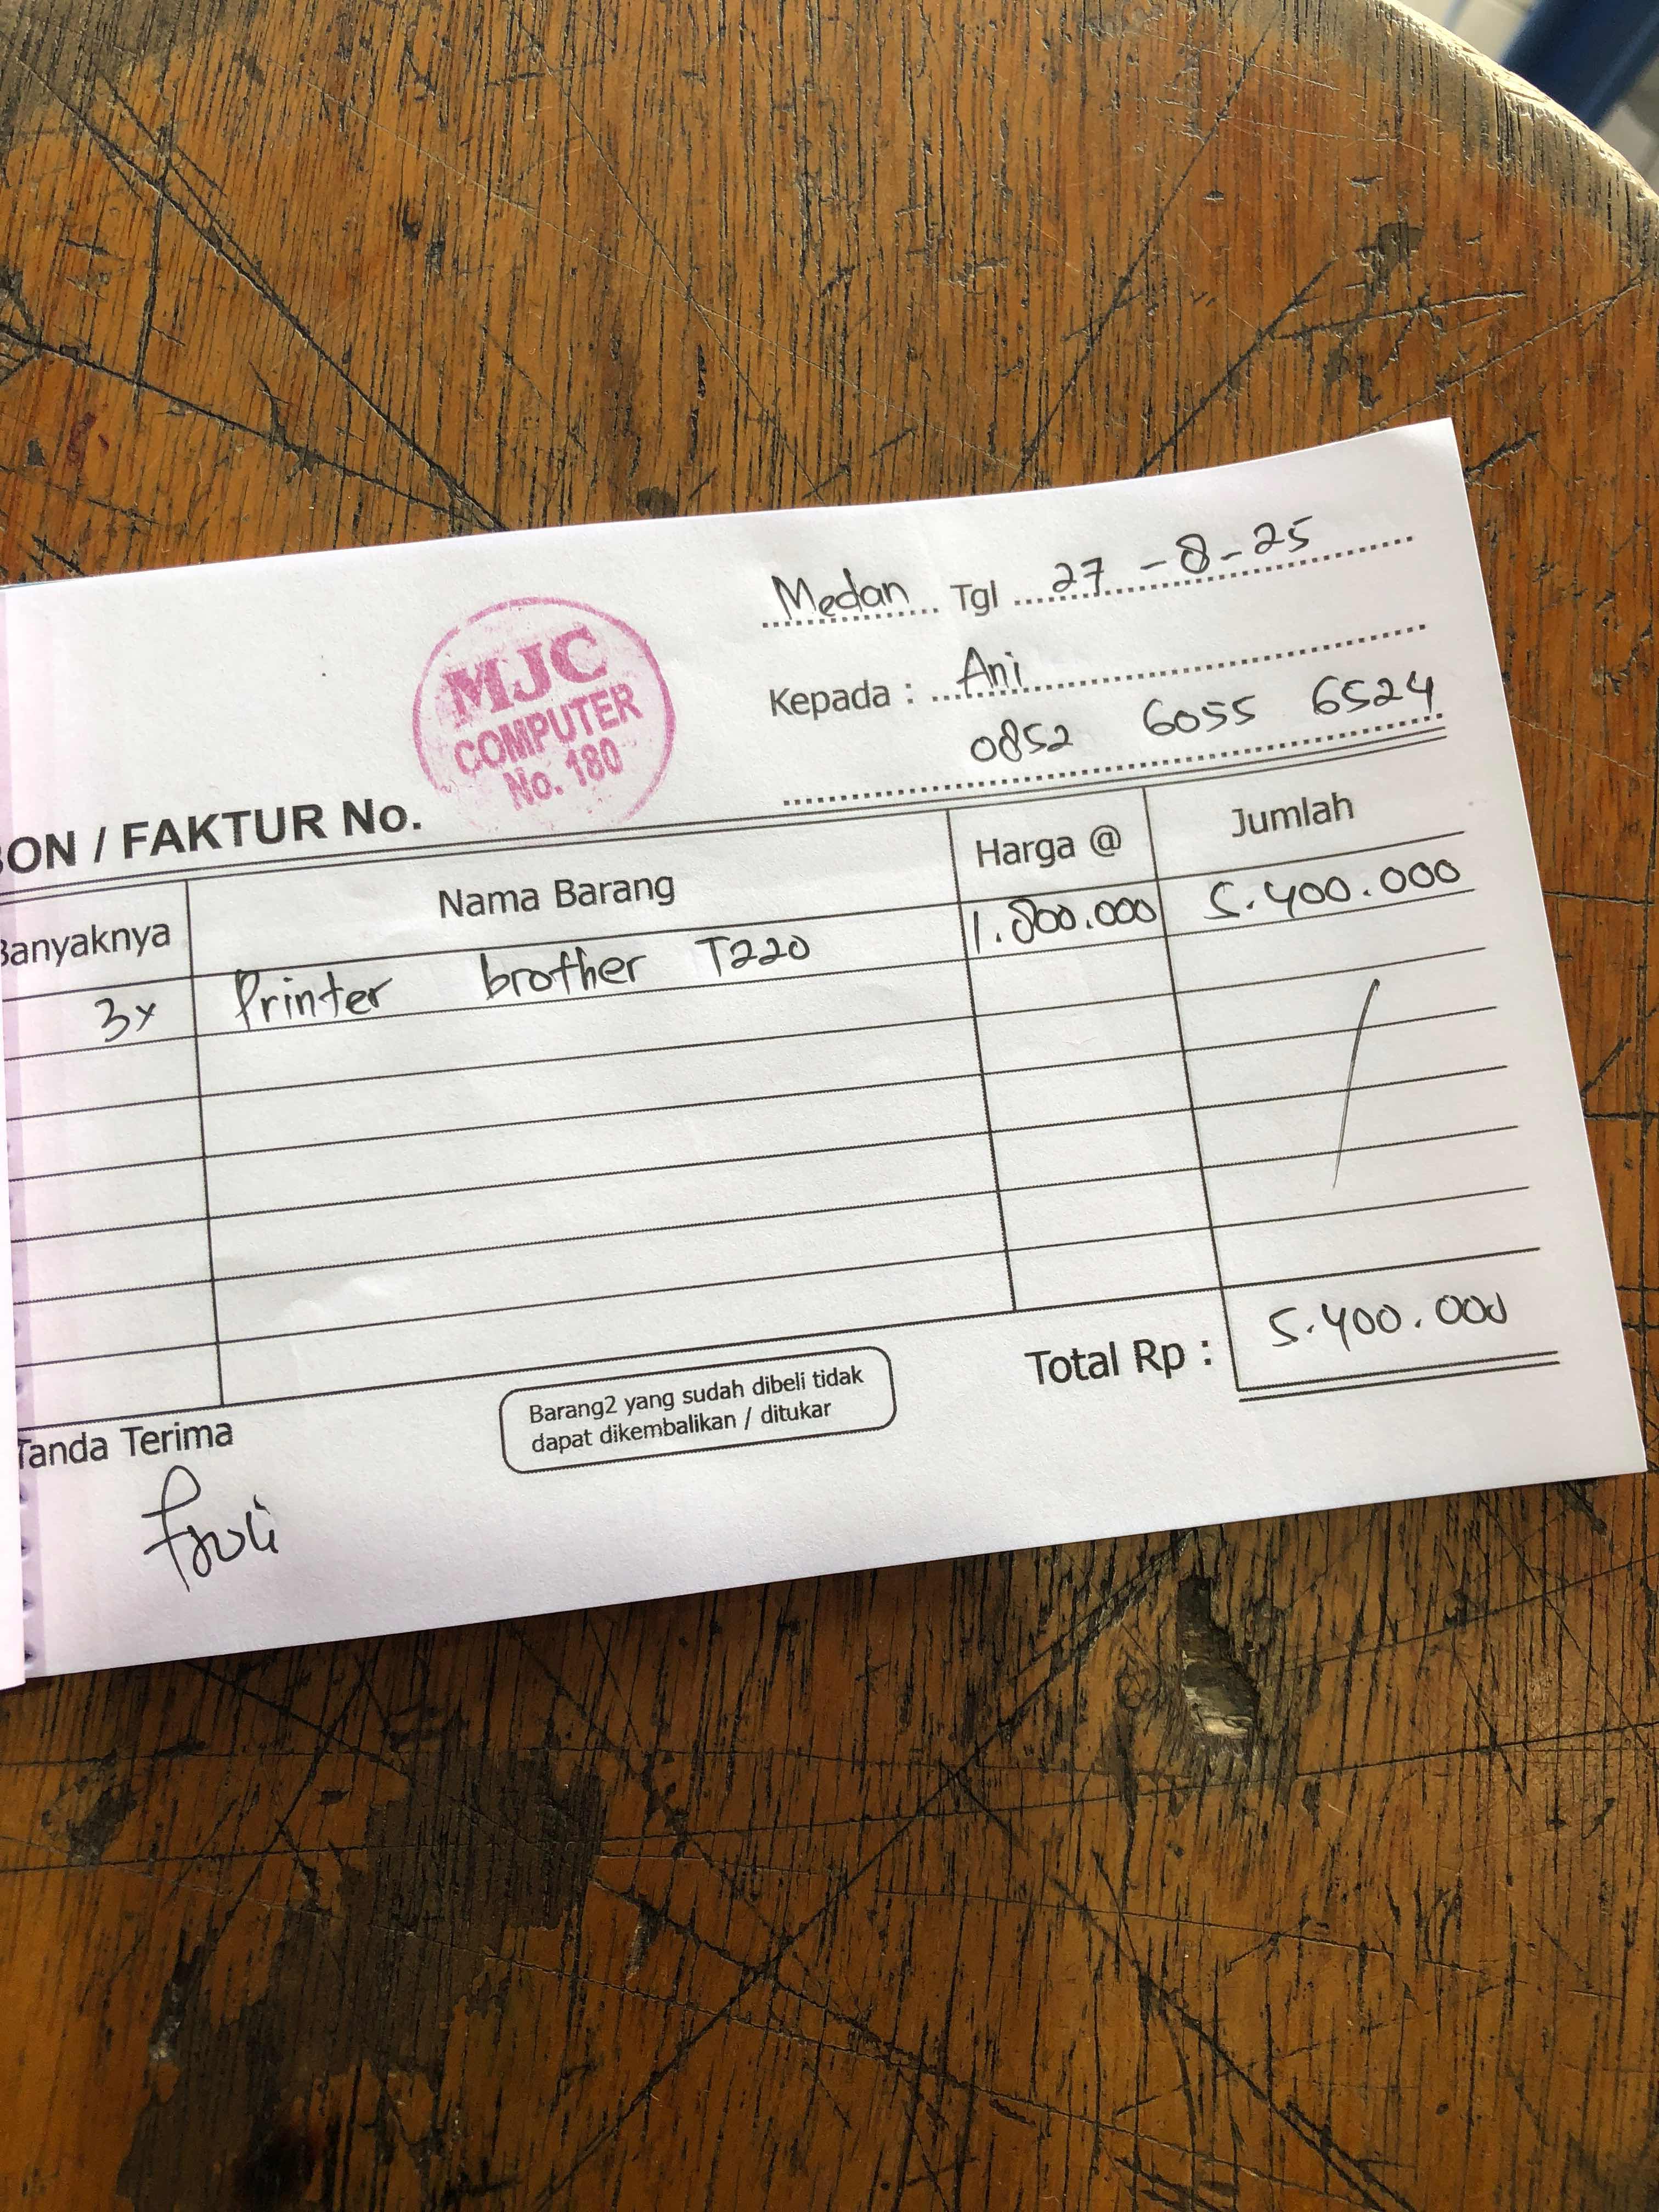 Medan Tgl 27 - 8 - 25
MJC
COMPUTER
No. 180
Kepada : Ani
0852 6055 6524
BON / FAKTUR No.
Banyaknya Nama Barang Harga @ Jumlah
3x Printer brother T220 1.800.000 5.400.000
Total Rp : 5.400.000
Tanda Terima
Barang2 yang sudah dibeli tidak
dapat dikembalikan / ditukar